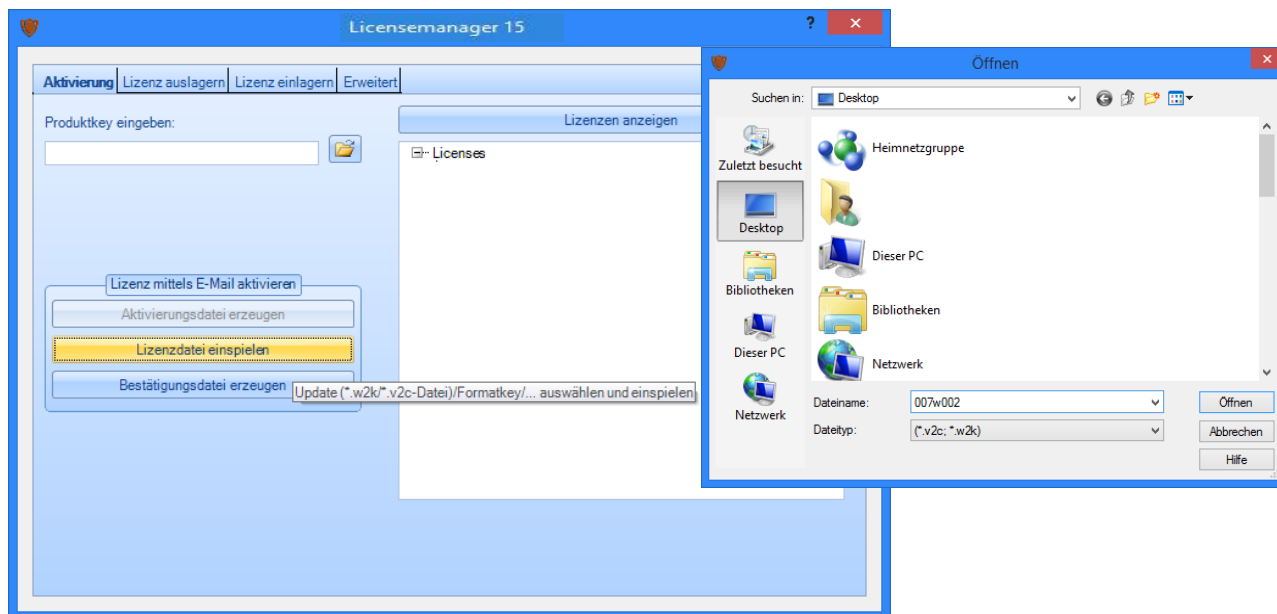 Licensemanager 15
?
Aktivierung Lizenz auslagern Lizenz einlagern Erweitert
Produktkey eingeben:
Lizenzen anzeigen
Licenses
Lizenz mittels E-Mail aktivieren
Aktivierungsdatei erzeugen
Lizenzdatei einspielen
Bestätigungsdatei erzeugen
Update (*.w2k/*.v2c-Datei)/Formatkey/... auswählen und einspielen
Öffnen
Suchen in: Desktop
Zuletzt besucht
Desktop
Bibliotheken
Dieser PC
Netzwerk
Heimnetzgruppe
Dieser PC
Bibliotheken
Netzwerk
Dateiname: 007w002 Öffnen
Dateityp: (*.v2c; *.w2k) Abbrechen
Hilfe